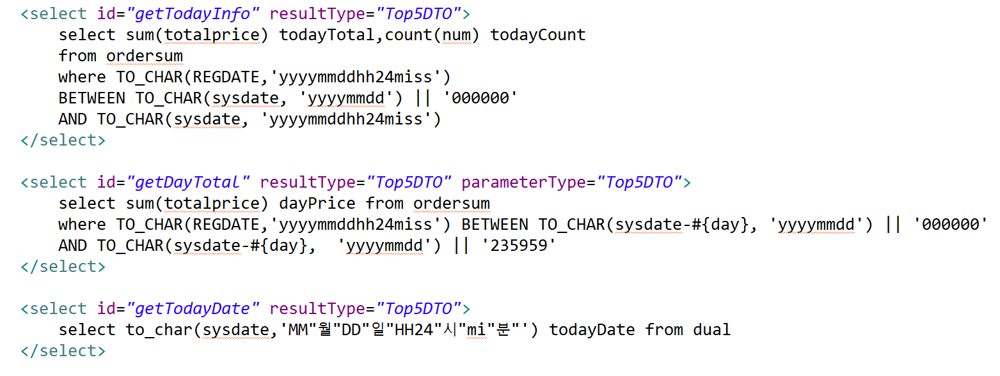 <select id="getTodayInfo" resultType="Top5DTO">
select sum(totalprice) todayTotal,count(num) todayCount
from ordersum
where TO_CHAR(REGDATE,'yyyymmddhh24miss')
BETWEEN TO_CHAR(sysdate, 'yyyymmdd') || '000000'
AND TO_CHAR(sysdate, 'yyyymmddhh24miss')
</select>
<select id="getDayTotal" resultType="Top5DTO" parameterType="Top5DTO">
select sum(totalprice) dayPrice from ordersum
where TO_CHAR(REGDATE,'yyyymmddhh24miss') BETWEEN TO_CHAR(sysdate-#{day}, 'yyyymmdd') || '000000'
AND TO_CHAR(sysdate-#{day},  'yyyymmdd') || '235959'
</select>
<select id="getTodayDate" resultType="Top5DTO">
select to_char(sysdate,'MM"월"DD"일"HH24"시"mi"분"') todayDate from dual
</select>